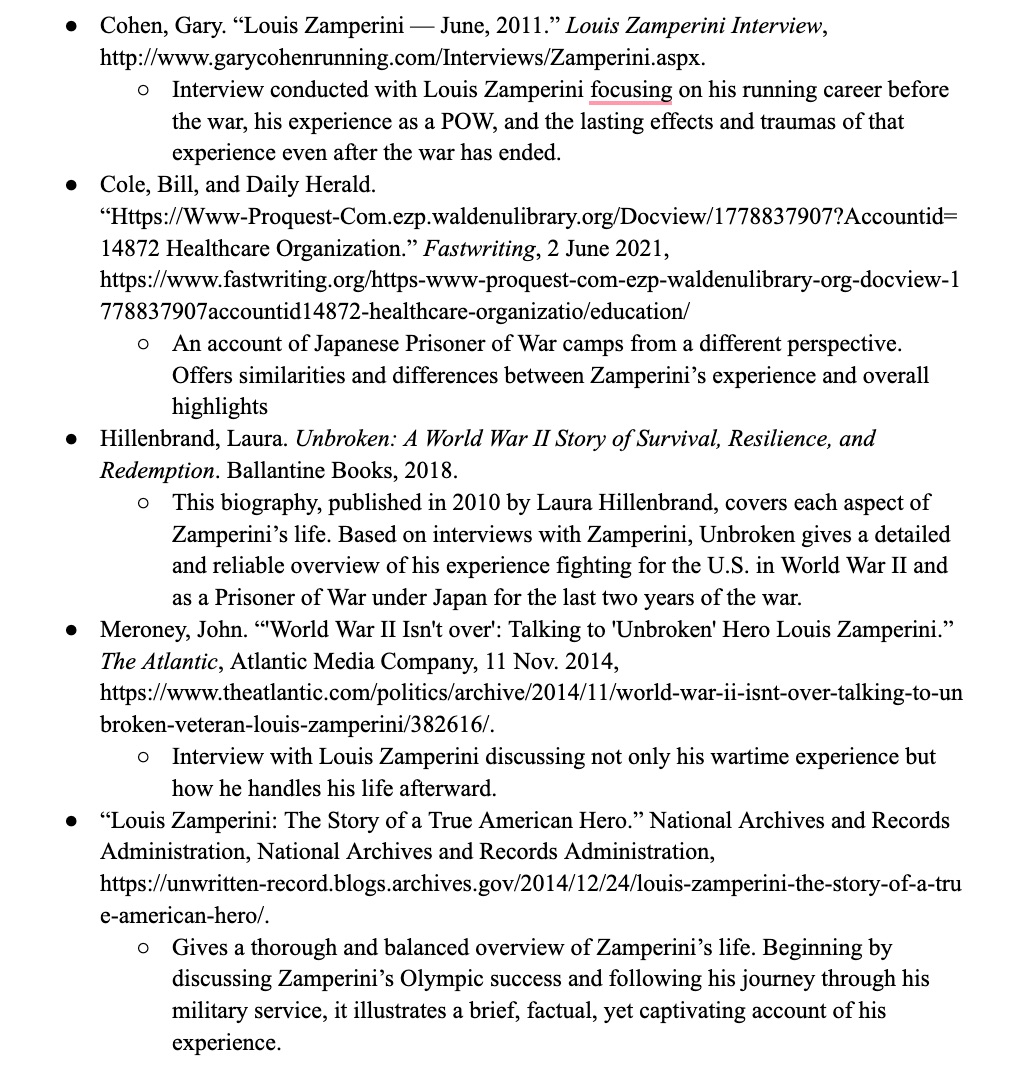 ● Cohen, Gary. “Louis Zamperini — June, 2011.” Louis Zamperini Interview,
http://www.garycohenrunning.com/Interviews/Zamperini.aspx.
○ Interview conducted with Louis Zamperini focusing on his running career before
the war, his experience as a POW, and the lasting effects and traumas of that
experience even after the war has ended.
● Cole, Bill, and Daily Herald.
“Https://Www-Proquest-Com.ezp.waldenulibrary.org/Docview/1778837907?Accountid=
14872 Healthcare Organization.” Fastwriting, 2 June 2021,
https://www.fastwriting.org/https-www-proquest-com-ezp-waldenulibrary-org-docview-1
778837907accountid14872-healthcare-organizatio/education/
○ An account of Japanese Prisoner of War camps from a different perspective.
Offers similarities and differences between Zamperini’s experience and overall
highlights
● Hillenbrand, Laura. Unbroken: A World War II Story of Survival, Resilience, and
Redemption. Ballantine Books, 2018.
○ This biography, published in 2010 by Laura Hillenbrand, covers each aspect of
Zamperini’s life. Based on interviews with Zamperini, Unbroken gives a detailed
and reliable overview of his experience fighting for the U.S. in World War II and
as a Prisoner of War under Japan for the last two years of the war.
● Meroney, John. “'World War II Isn't over': Talking to 'Unbroken' Hero Louis Zamperini.”
The Atlantic, Atlantic Media Company, 11 Nov. 2014,
https://www.theatlantic.com/politics/archive/2014/11/world-war-ii-isnt-over-talking-to-un
broken-veteran-louis-zamperini/382616/.
○ Interview with Louis Zamperini discussing not only his wartime experience but
how he handles his life afterward.
● “Louis Zamperini: The Story of a True American Hero.” National Archives and Records
Administration, National Archives and Records Administration,
https://unwritten-record.blogs.archives.gov/2014/12/24/louis-zamperini-the-story-of-a-tru
e-american-hero/.
○ Gives a thorough and balanced overview of Zamperini’s life. Beginning by
discussing Zamperini’s Olympic success and following his journey through his
military service, it illustrates a brief, factual, yet captivating account of his
experience.